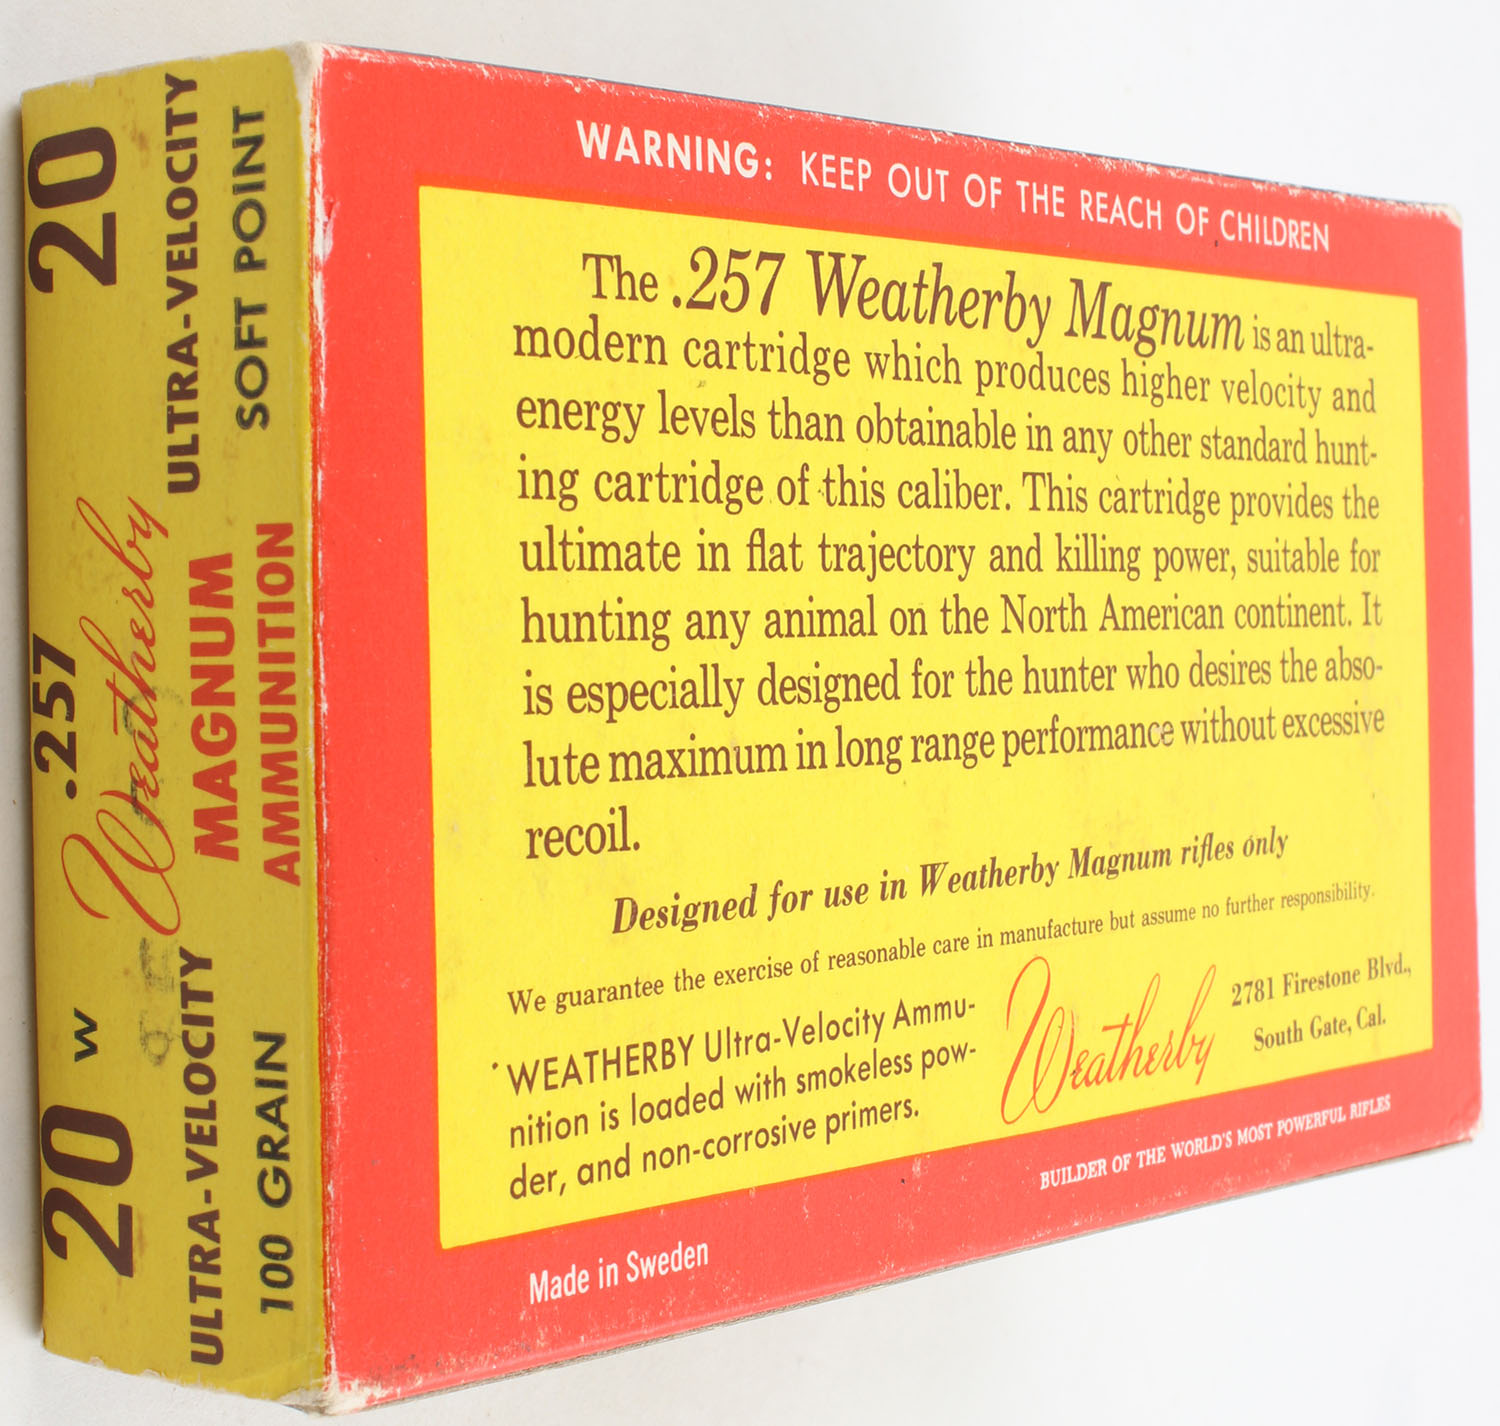 20 20
.257
W
Weatherby
ULTRA-VELOCITY MAGNUM ULTRA-VELOCITY
100 GRAIN AMMUNITION SOFT POINT
WARNING: KEEP OUT OF THE REACH OF CHILDREN
The .257 Weatherby Magnum is an ultra-
modern cartridge which produces higher velocity and
energy levels than obtainable in any other standard hunt-
ing cartridge of this caliber. This cartridge provides the
ultimate in flat trajectory and killing power, suitable for
hunting any animal on the North American continent. It
is especially designed for the hunter who desires the abso-
lute maximum in long range performance without excessive
recoil.
Designed for use in Weatherby Magnum rifles only
We guarantee the exercise of reasonable care in manufacture but assume no further responsibility.
WEATHERBY Ultra-Velocity Ammu-
nition is loaded with smokeless pow-
der, and non-corrosive primers.
Weatherby
2781 Firestone Blvd.,
South Gate, Cal.
BUILDER OF THE WORLD'S MOST POWERFUL RIFLES
Made in Sweden